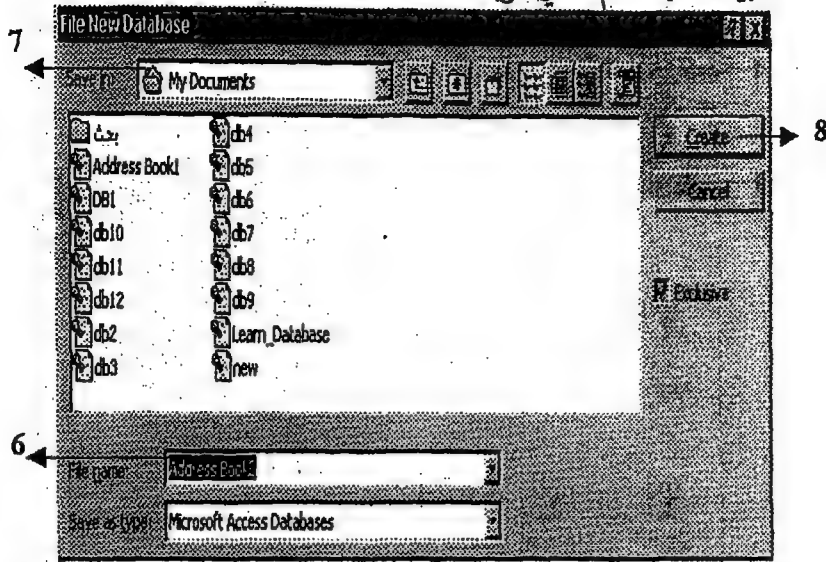 File New Database
7
Save in:
My Documents
بحث
Address Book1
DB1
db10
db11
db12
db2
db3
db4
db5
db6
db7
db8
db9
Learn_Database
new
Create
8
Cancel
Exclusive
6
File name:
Save as type:
Microsoft Access Databases